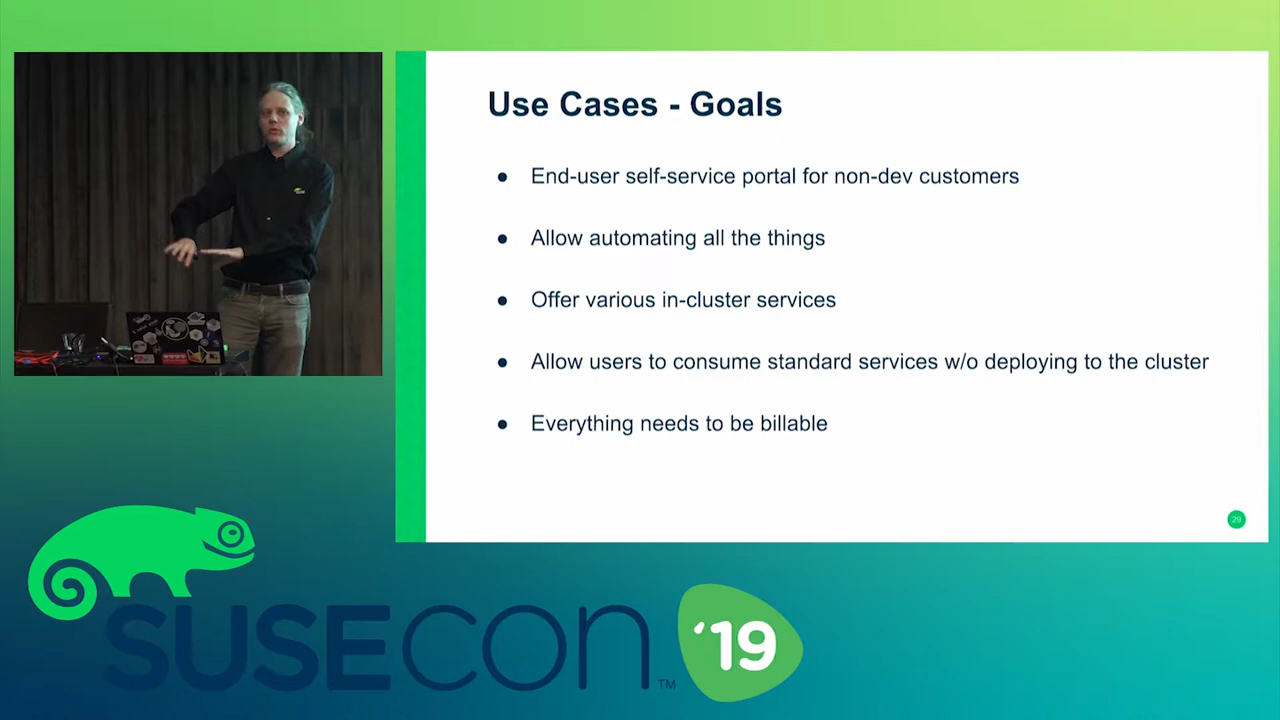 Use Cases - Goals
● End-user self-service portal for non-dev customers
● Allow automating all the things
● Offer various in-cluster services
● Allow users to consume standard services w/o deploying to the cluster
● Everything needs to be billable
29
SUSECON™
'19